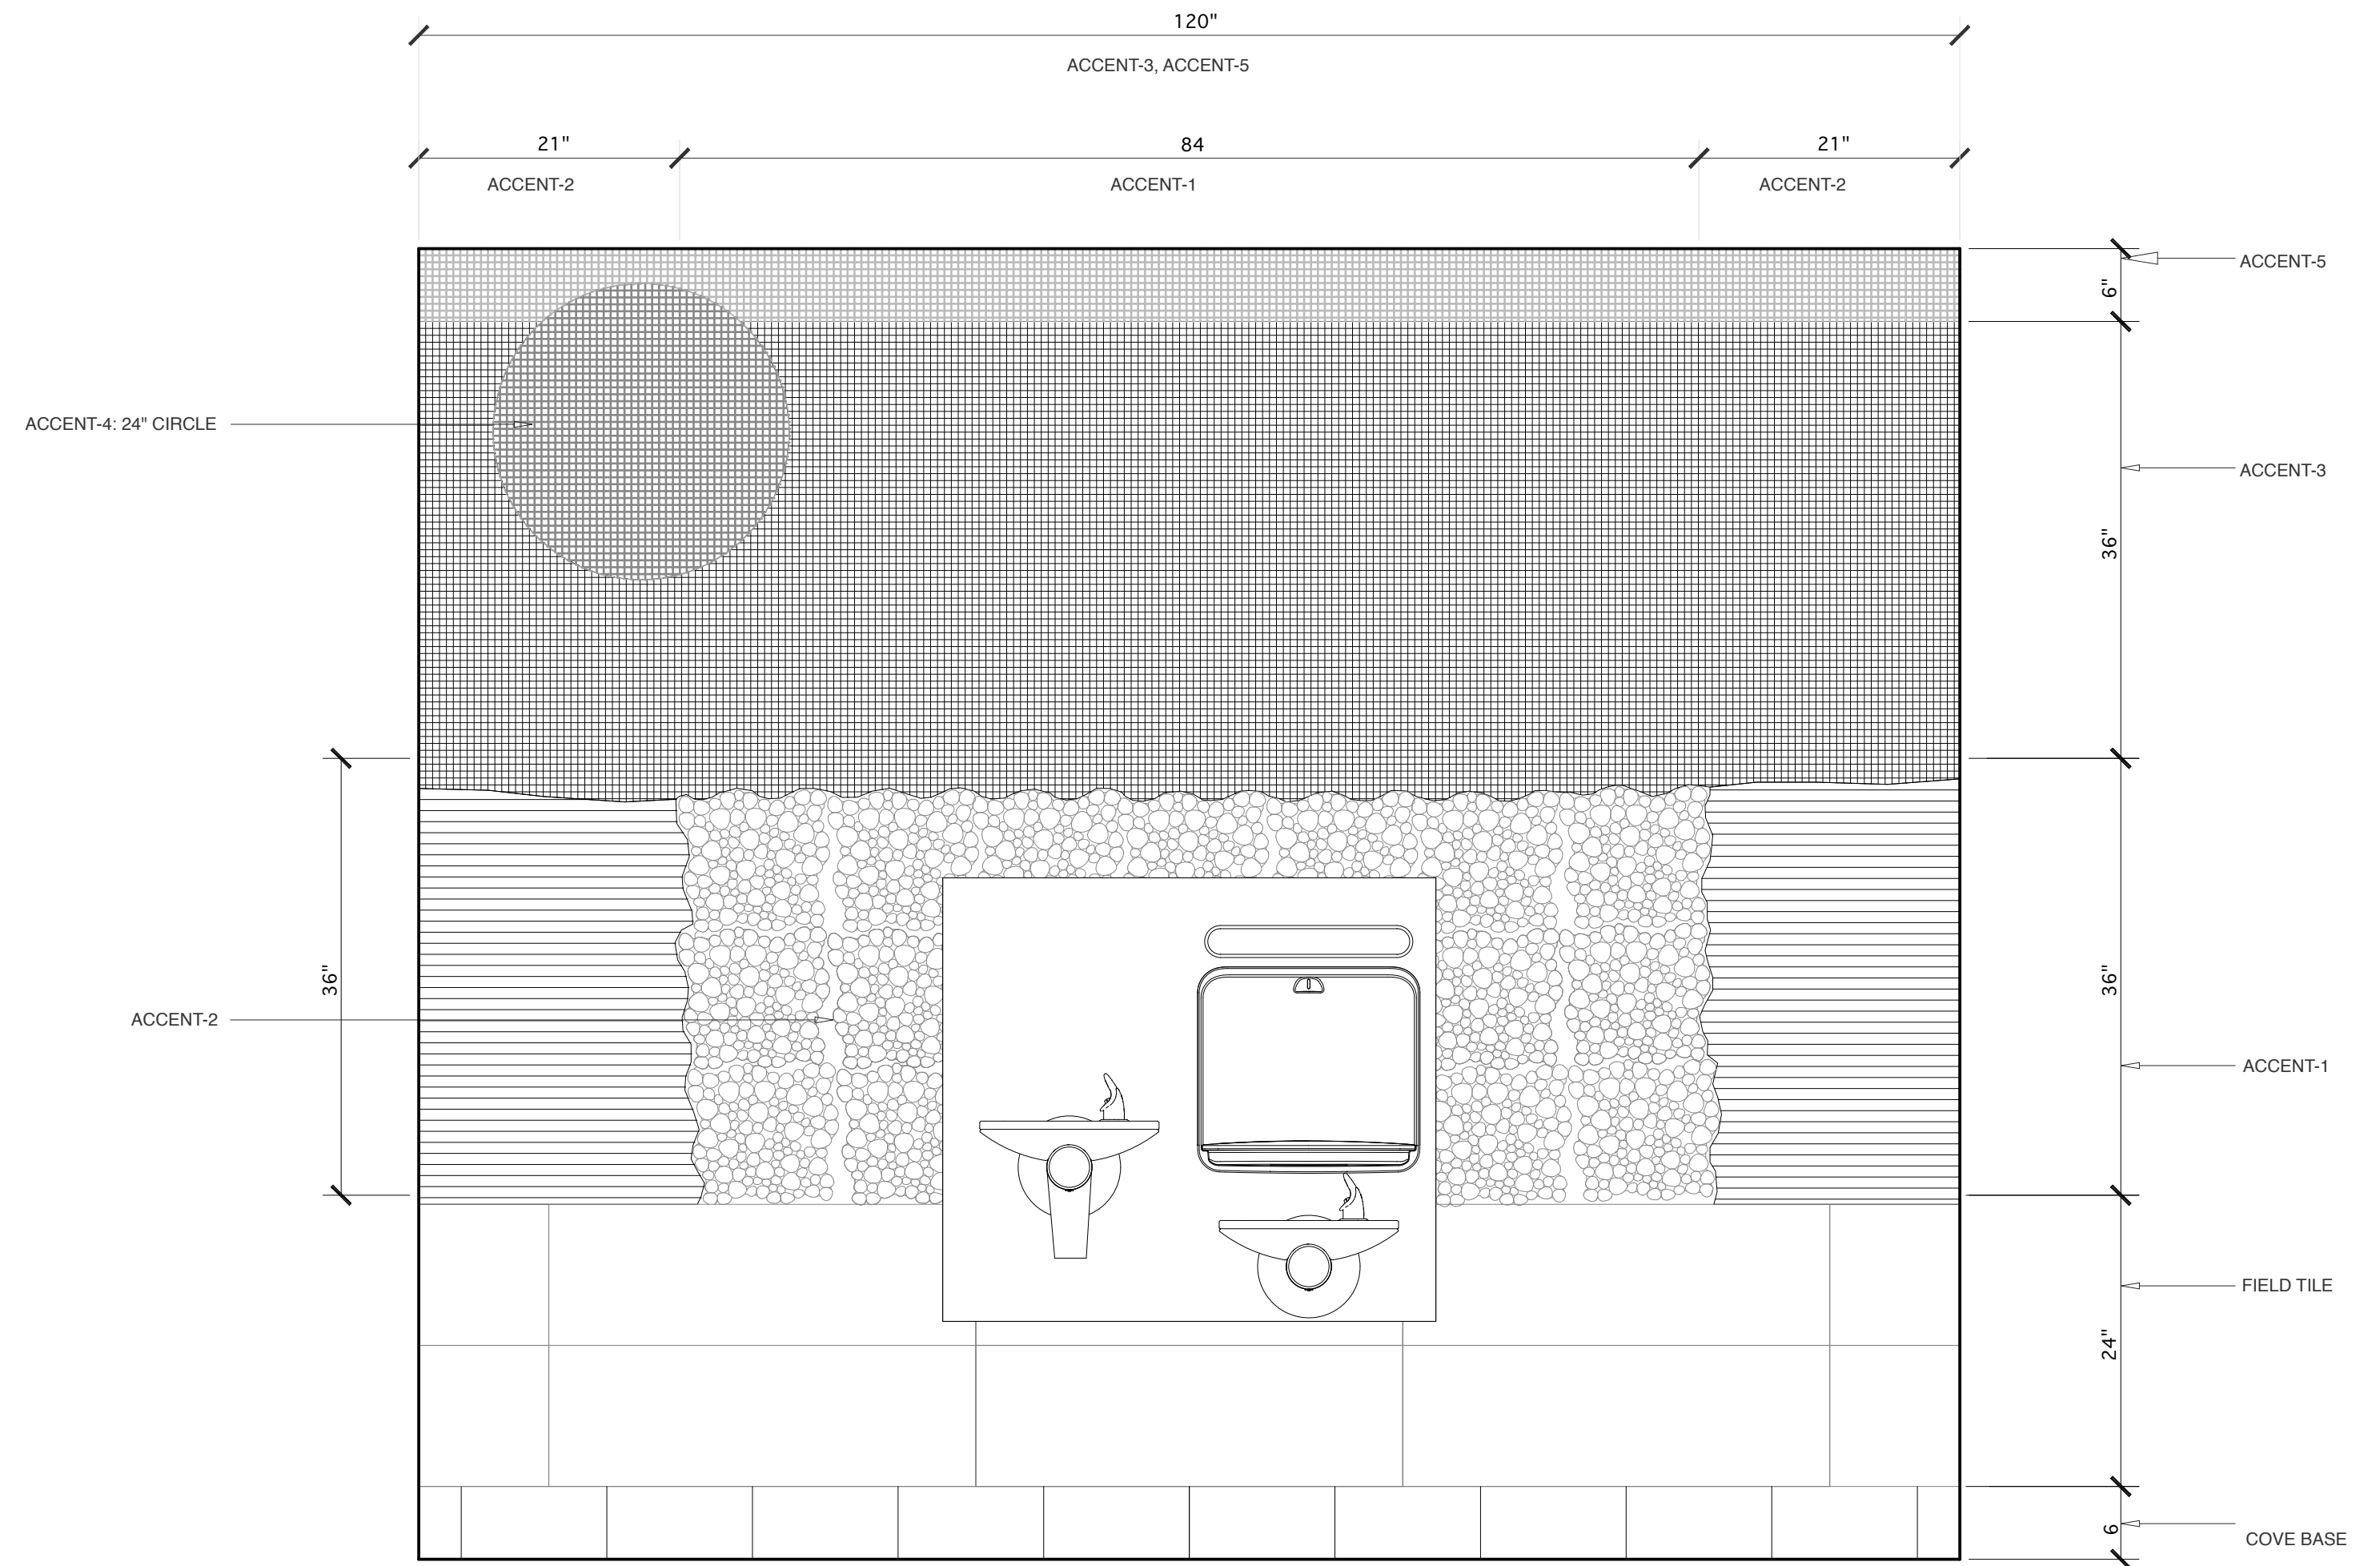 120"
ACCENT-3, ACCENT-5
21"
84
21"
ACCENT-2
ACCENT-1
ACCENT-2
ACCENT-5
6"
ACCENT-4: 24" CIRCLE
ACCENT-3
36"
36"
36"
ACCENT-2
ACCENT-1
FIELD TILE
24"
6
COVE BASE